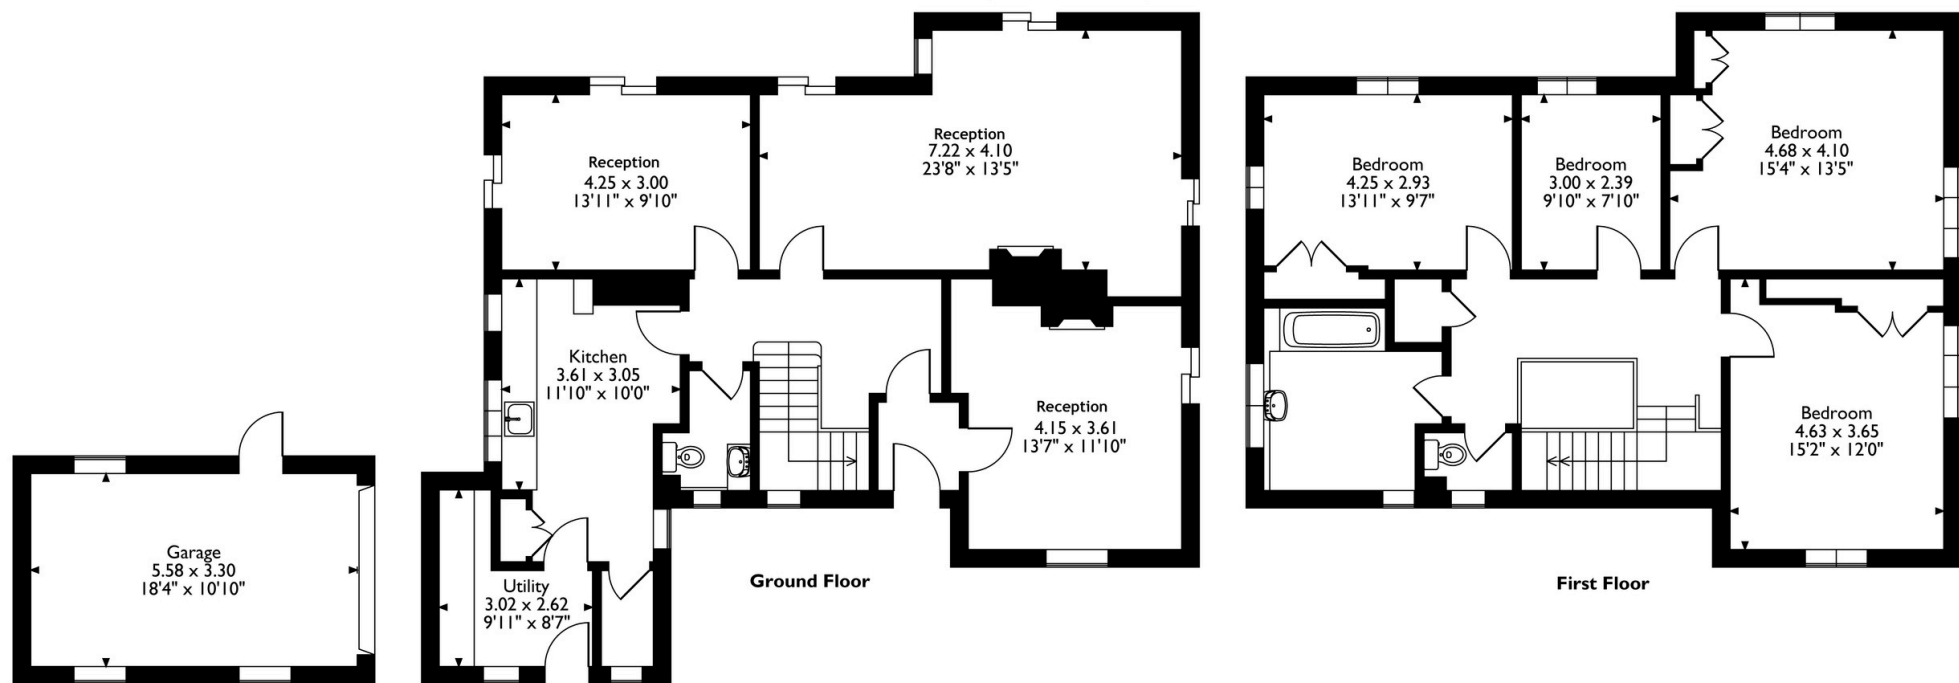 Garage
5.58 x 3.30
18'4" x 10'10"
Reception
4.25 x 3.00
13'11" x 9'10"
Reception
7.22 x 4.10
23'8" x 13'5"
Kitchen
3.61 x 3.05
11'10" x 10'0"
Reception
4.15 x 3.61
13'7" x 11'10"
Utility
3.02 x 2.62
9'11" x 8'7"
Ground Floor
Bedroom
4.25 x 2.93
13'11" x 9'7"
Bedroom
3.00 x 2.39
9'10" x 7'10"
Bedroom
4.68 x 4.10
15'4" x 13'5"
Bedroom
4.63 x 3.65
15'2" x 12'0"
First Floor